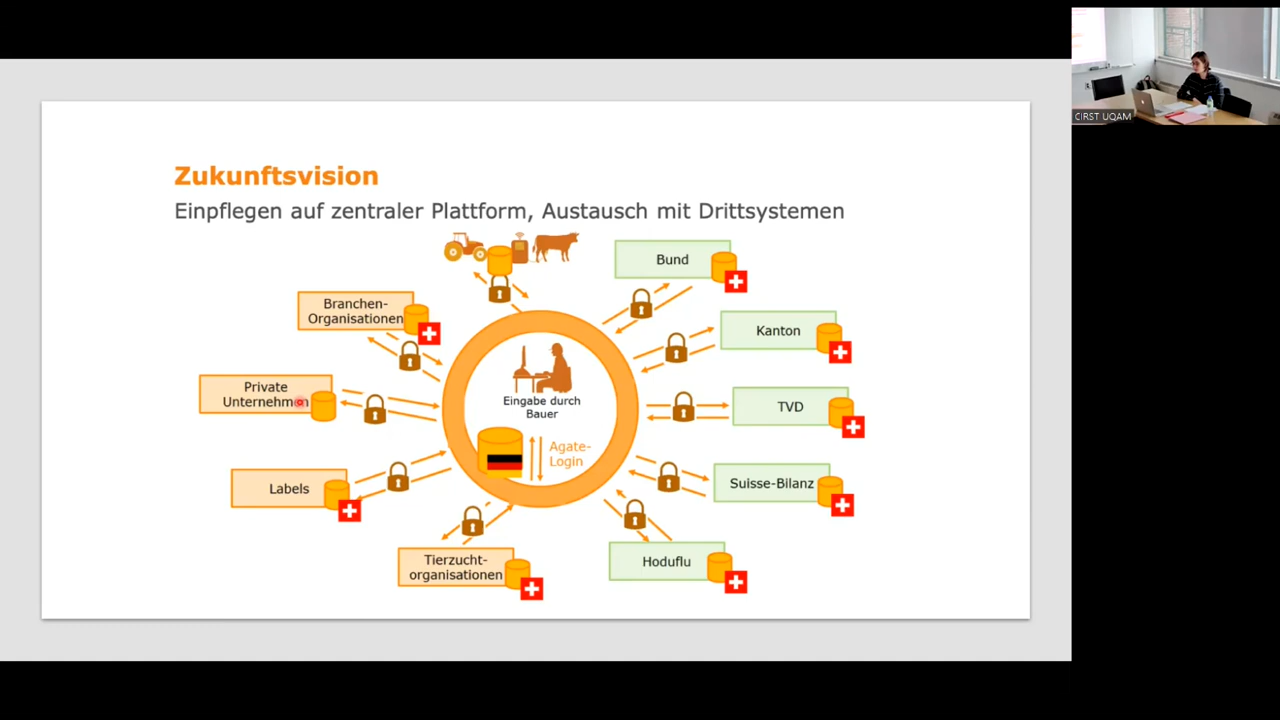 Zukunftsvision
Einpflegen auf zentraler Plattform, Austausch mit Drittsystemen
Bund
Branchen-
Organisationen
Kanton
Private
Unternehmen
Eingabe durch
Bauer
TVD
Agate-
Login
Labels
Suisse-Bilanz
Tierzucht-
organisationen
Hoduflu
CIRST UQAM